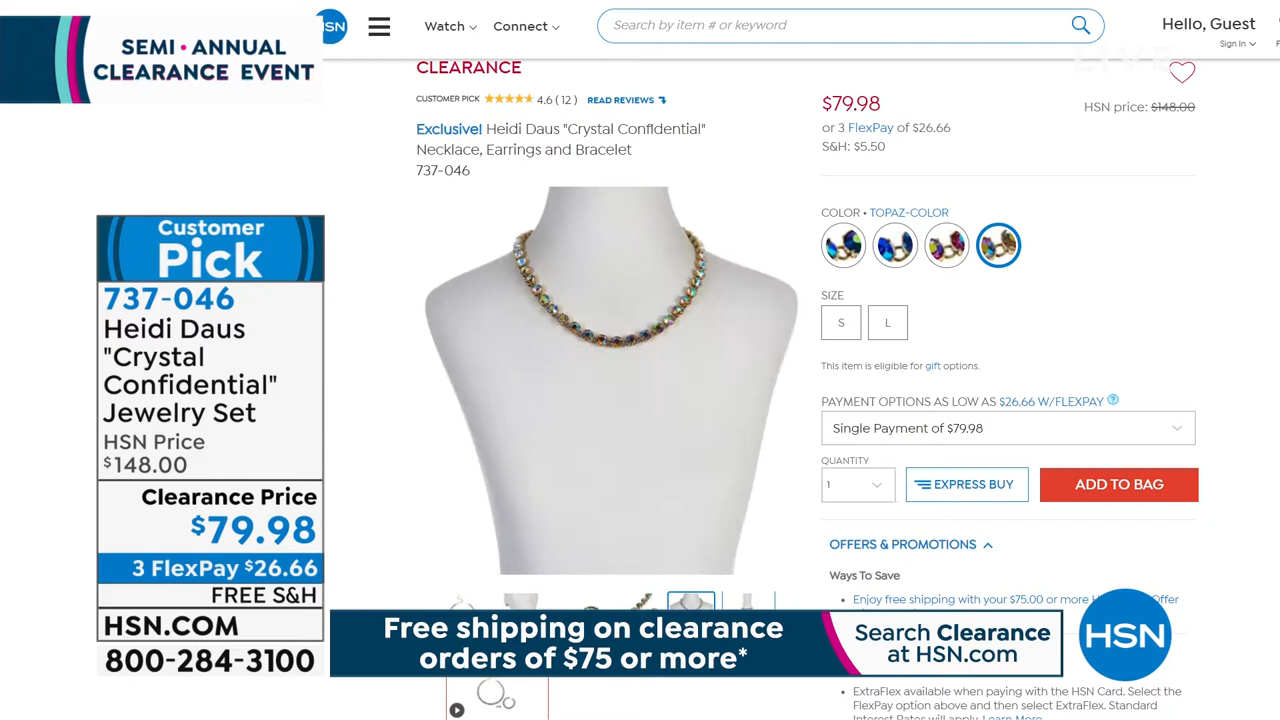 SEMI • ANNUAL
CLEARANCE EVENT
HSN
Watch
Connect
Search by item # or keyword
Hello, Guest
Sign In
LIVE
CLEARANCE
CUSTOMER PICK
4.6 ( 12 )
READ REVIEWS
Exclusive! Heidi Daus "Crystal Confidential"
Necklace, Earrings and Bracelet
737-046
$79.98
HSN price: $148.00
or 3 FlexPay of $26.66
S&H: $5.50
COLOR • TOPAZ-COLOR
SIZE
S
L
This item is eligible for gift options.
PAYMENT OPTIONS AS LOW AS $26.66 W/FLEXPAY ?
Single Payment of $79.98
QUANTITY
1
EXPRESS BUY
ADD TO BAG
OFFERS & PROMOTIONS
Ways To Save
• Enjoy free shipping with your $75.00 or more
• ExtraFlex available when paying with the HSN Card. Select the
FlexPay option above and then select ExtraFlex. Standard
Interest Rates will apply. Learn More
Customer
Pick
737-046
Heidi Daus
"Crystal
Confidential"
Jewelry Set
HSN Price
$148.00
Clearance Price
$79.98
3 FlexPay $26.66
FREE S&H
HSN.COM
800-284-3100
Free shipping on clearance
orders of $75 or more*
Search Clearance
at HSN.com
HSN